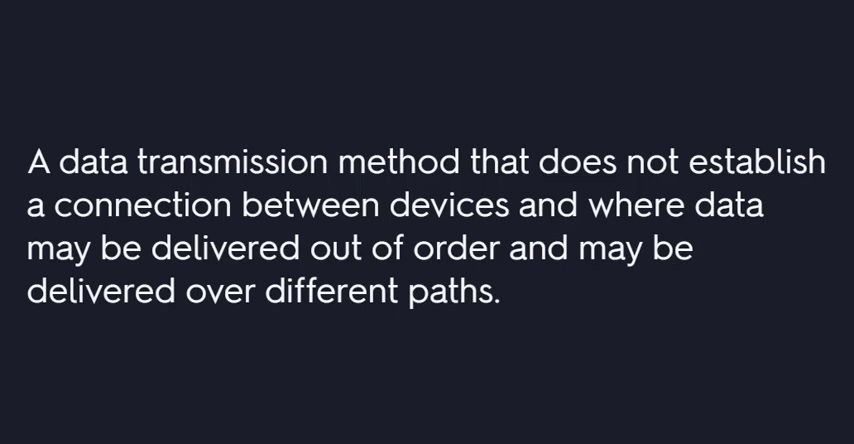 A data transmission method that does not establish
a connection between devices and where data
may be delivered out of order and may be
delivered over different paths.